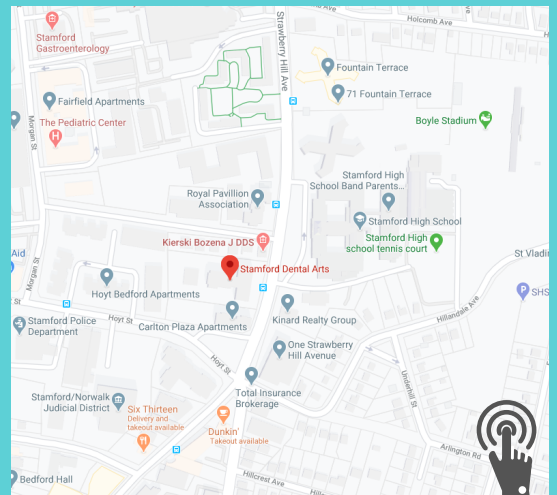 Strawberry Hill Ave
Holcomb Ave
Stamford
Gastroenterology
Fountain Terrace
71 Fountain Terrace
Fairfield Apartments
Morgan St
The Pediatric Center
Boyle Stadium
Stamford High
School Band Parents...
Royal Pavillion
Association
Stamford High School
Kierski Bozena J DDS
Stamford High
school tennis court
Aid
Stamford Dental Arts
St Vladi
Morgan St
Hoyt Bedford Apartments
SHS
St
Hoyt St
Stamford Police
Department
Carlton Plaza Apartments
Kinard Realty Group
Hillandale Ave
One Strawberry
Hill Avenue
Hoyt St
Underhill St
Total Insurance
Brokerage
Stamford/Norwalk
Judicial District
Six Thirteen
Delivery and
takeout available
Dunkin'
Takeout available
Arlington Rd
Bedford Hall
Hillcrest Ave